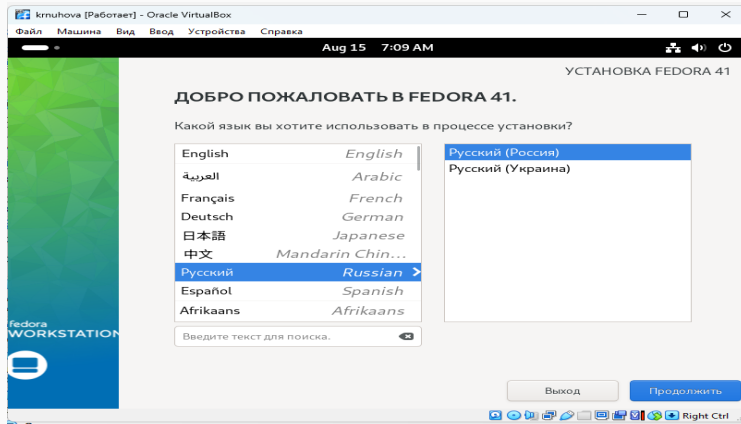 krnuhova [Работает] - Oracle VirtualBox
Файл Машина Вид Ввод Устройства Справка
Aug 15 7:09 AM
УСТАНОВКА FEDORA 41
ДОБРО ПОЖАЛОВАТЬ В FEDORA 41.
Какой язык вы хотите использовать в процессе установки?
English English
العربية Arabic
Français French
Deutsch German
日本語 Japanese
中文 Mandarin Chin...
Русский Russian
Español Spanish
Afrikaans Afrikaans
Русский (Россия)
Русский (Украина)
Введите текст для поиска.
fedora
WORKSTATION
Выход Продолжить
Right Ctrl